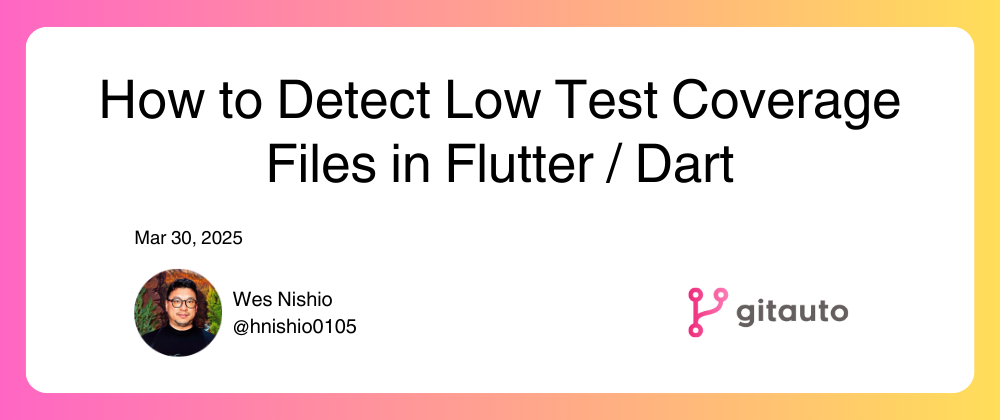 How to Detect Low Test Coverage
Files in Flutter / Dart
Mar 30, 2025
Wes Nishio
@hnishio0105
gitauto